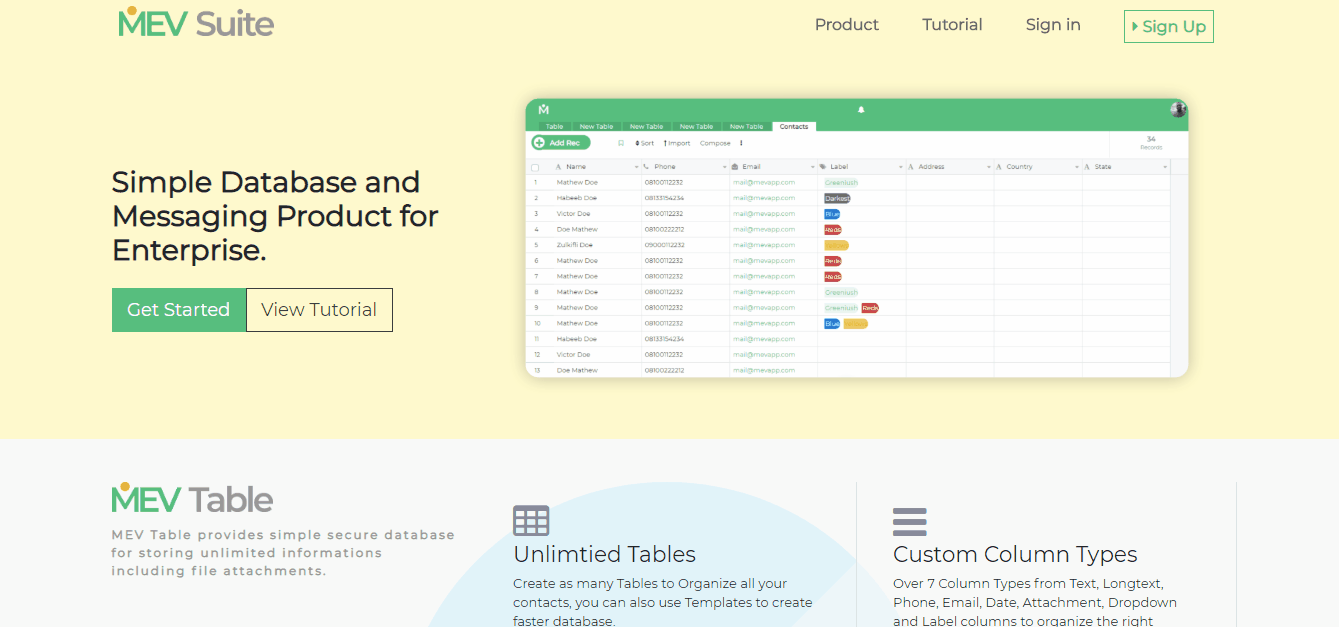 MEV Suite
Product Tutorial Sign in Sign Up
Simple Database and
Messaging Product for
Enterprise.
Get Started View Tutorial
M
Table New Table New Table New Table New Table Contacts
Add Rec Sort Import Compose 34
Records
Name Phone Email Label Address Country State
1 Mathew Doe 08100112232 mail@mevapp.com Greenlush
2 Habeeb Doe 08133154234 mail@mevapp.com Darkest
3 Victor Doe 08100112232 mail@mevapp.com Blue
4 Doe Mathew 08100222212 mail@mevapp.com Reds
5 Zulkifli Doe 09000112232 mail@mevapp.com Yellow
6 Mathew Doe 08100112232 mail@mevapp.com Reds
7 Mathew Doe 08100112232 mail@mevapp.com Reds
8 Mathew Doe 08100112232 mail@mevapp.com Greenlush
9 Mathew Doe 08100112232 mail@mevapp.com Greenlush Reds
10 Mathew Doe 08100112232 mail@mevapp.com Blue Yellow
11 Habeeb Doe 08133154234 mail@mevapp.com
12 Victor Doe 08100112232 mail@mevapp.com
13 Doe Mathew 08100222212 mail@mevapp.com
MEV Table
MEV Table provides simple secure database
for storing unlimited informations
including file attachments.
Unlimtied Tables
Create as many Tables to Organize all your
contacts, you can also use Templates to create
faster database.
Custom Column Types
Over 7 Column Types from Text, Longtext,
Phone, Email, Date, Attachment, Dropdown
and Label columns to organize the right